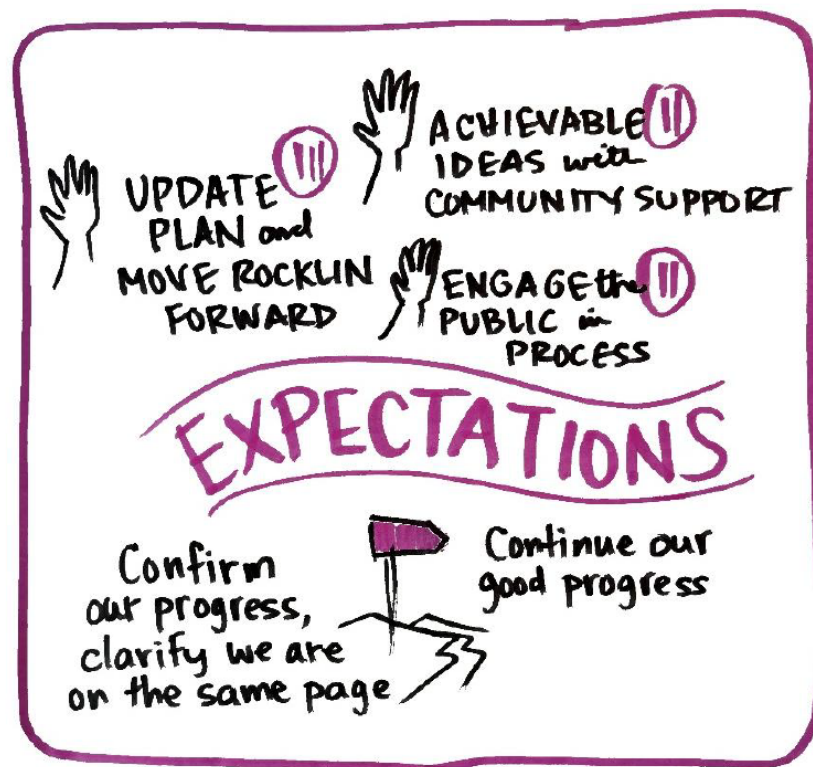 UPDATE
PLAN and
MOVE ROCKLIN
FORWARD
III
ACHIEVABLE
IDEAS with
COMMUNITY SUPPORT
II
ENGAGE the
PUBLIC in
PROCESS
II
EXPECTATIONS
Confirm
our progress,
clarify we are
on the same page
Continue our
good progress